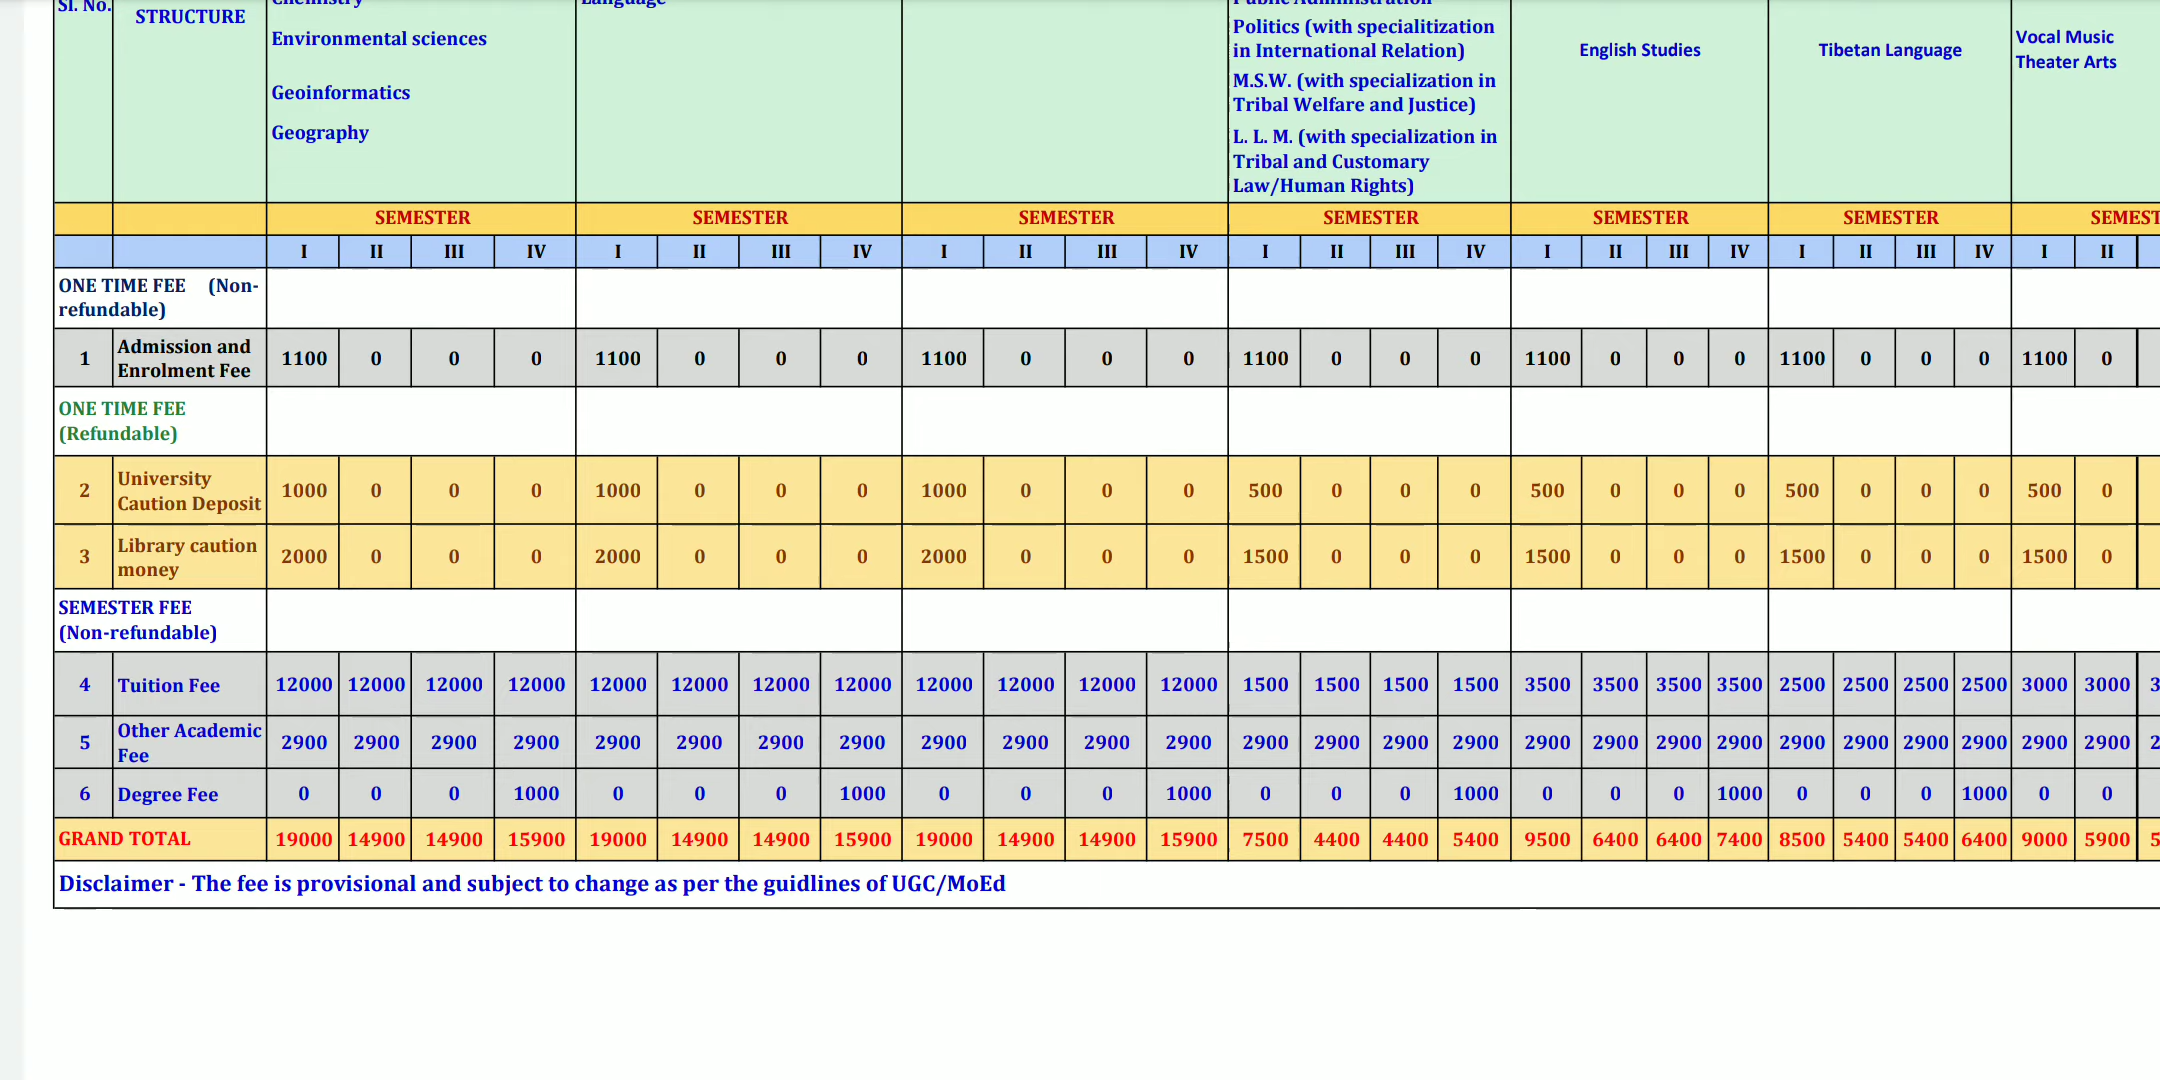 Sl. No.
STRUCTURE
Chemistry
Environmental sciences
Geoinformatics
Geography
Language
Public Administration
Politics (with specialitization
in International Relation)
M.S.W. (with specialization in
Tribal Welfare and Justice)
L. L. M. (with specialization in
Tribal and Customary
Law/Human Rights)
English Studies
Tibetan Language
Vocal Music
Theater Arts
SEMESTER SEMESTER SEMESTER SEMESTER SEMESTER SEMESTER SEMEST
I II III IV I II III IV I II III IV I II III IV I II III IV I II III IV I II
ONE TIME FEE (Non-
refundable)
1 Admission and
Enrolment Fee
1100 0 0 0 1100 0 0 0 1100 0 0 0 1100 0 0 0 1100 0 0 0 1100 0 0 0 1100 0
ONE TIME FEE
(Refundable)
2 University
Caution Deposit
1000 0 0 0 1000 0 0 0 1000 0 0 0 500 0 0 0 500 0 0 0 500 0 0 0 500 0
3 Library caution
money
2000 0 0 0 2000 0 0 0 2000 0 0 0 1500 0 0 0 1500 0 0 0 1500 0 0 0 1500 0
SEMESTER FEE
(Non-refundable)
4 Tuition Fee 12000 12000 12000 12000 12000 12000 12000 12000 12000 12000 12000 12000 1500 1500 1500 1500 3500 3500 3500 3500 2500 2500 2500 2500 3000 3000 3
5 Other Academic
Fee
2900 2900 2900 2900 2900 2900 2900 2900 2900 2900 2900 2900 2900 2900 2900 2900 2900 2900 2900 2900 2900 2900 2900 2900 2900 2900 2
6 Degree Fee 0 0 0 1000 0 0 0 1000 0 0 0 1000 0 0 0 1000 0 0 0 1000 0 0 0 1000 0 0
GRAND TOTAL 19000 14900 14900 15900 19000 14900 14900 15900 19000 14900 14900 15900 7500 4400 4400 5400 9500 6400 6400 7400 8500 5400 5400 6400 9000 5900 5
Disclaimer - The fee is provisional and subject to change as per the guidlines of UGC/MoEd